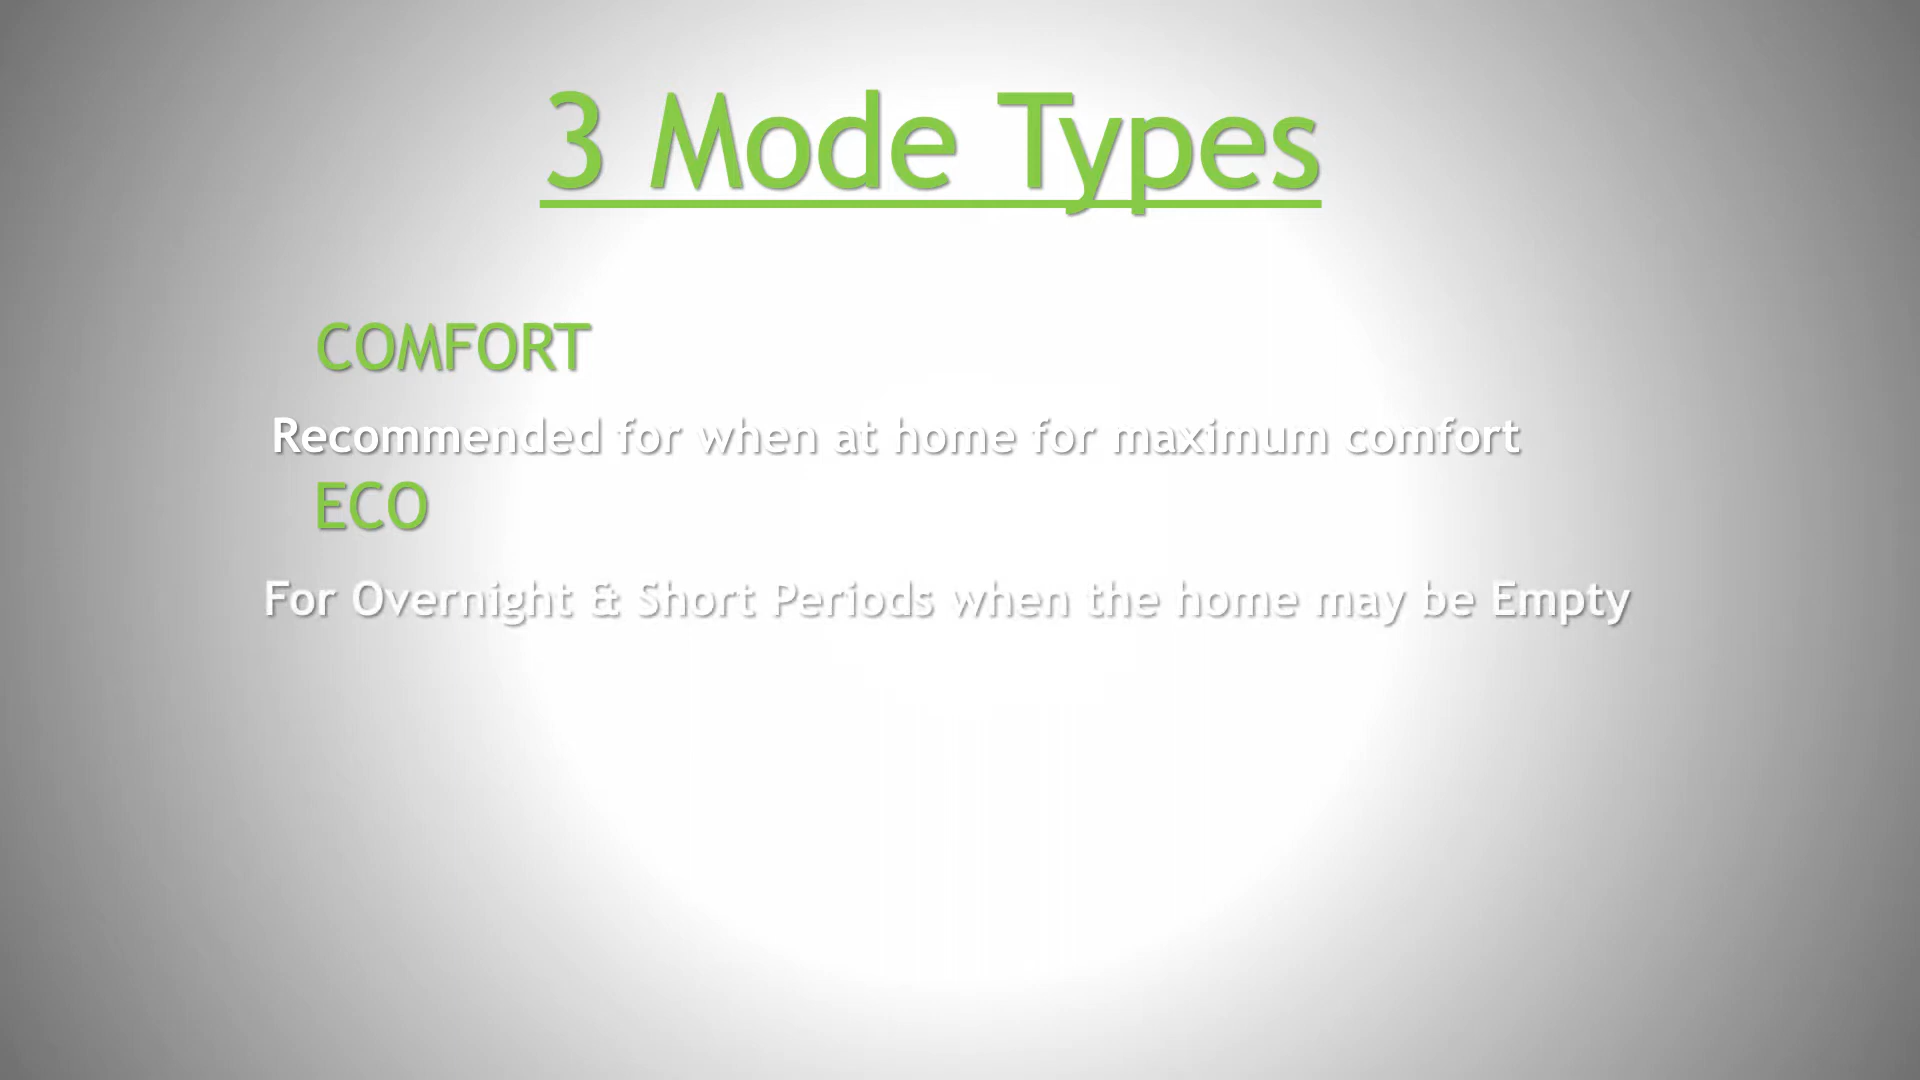 3 Mode Types
COMFORT
Recommended for when at home for maximum comfort
ECO
For Overnight & Short Periods when the home may be Empty